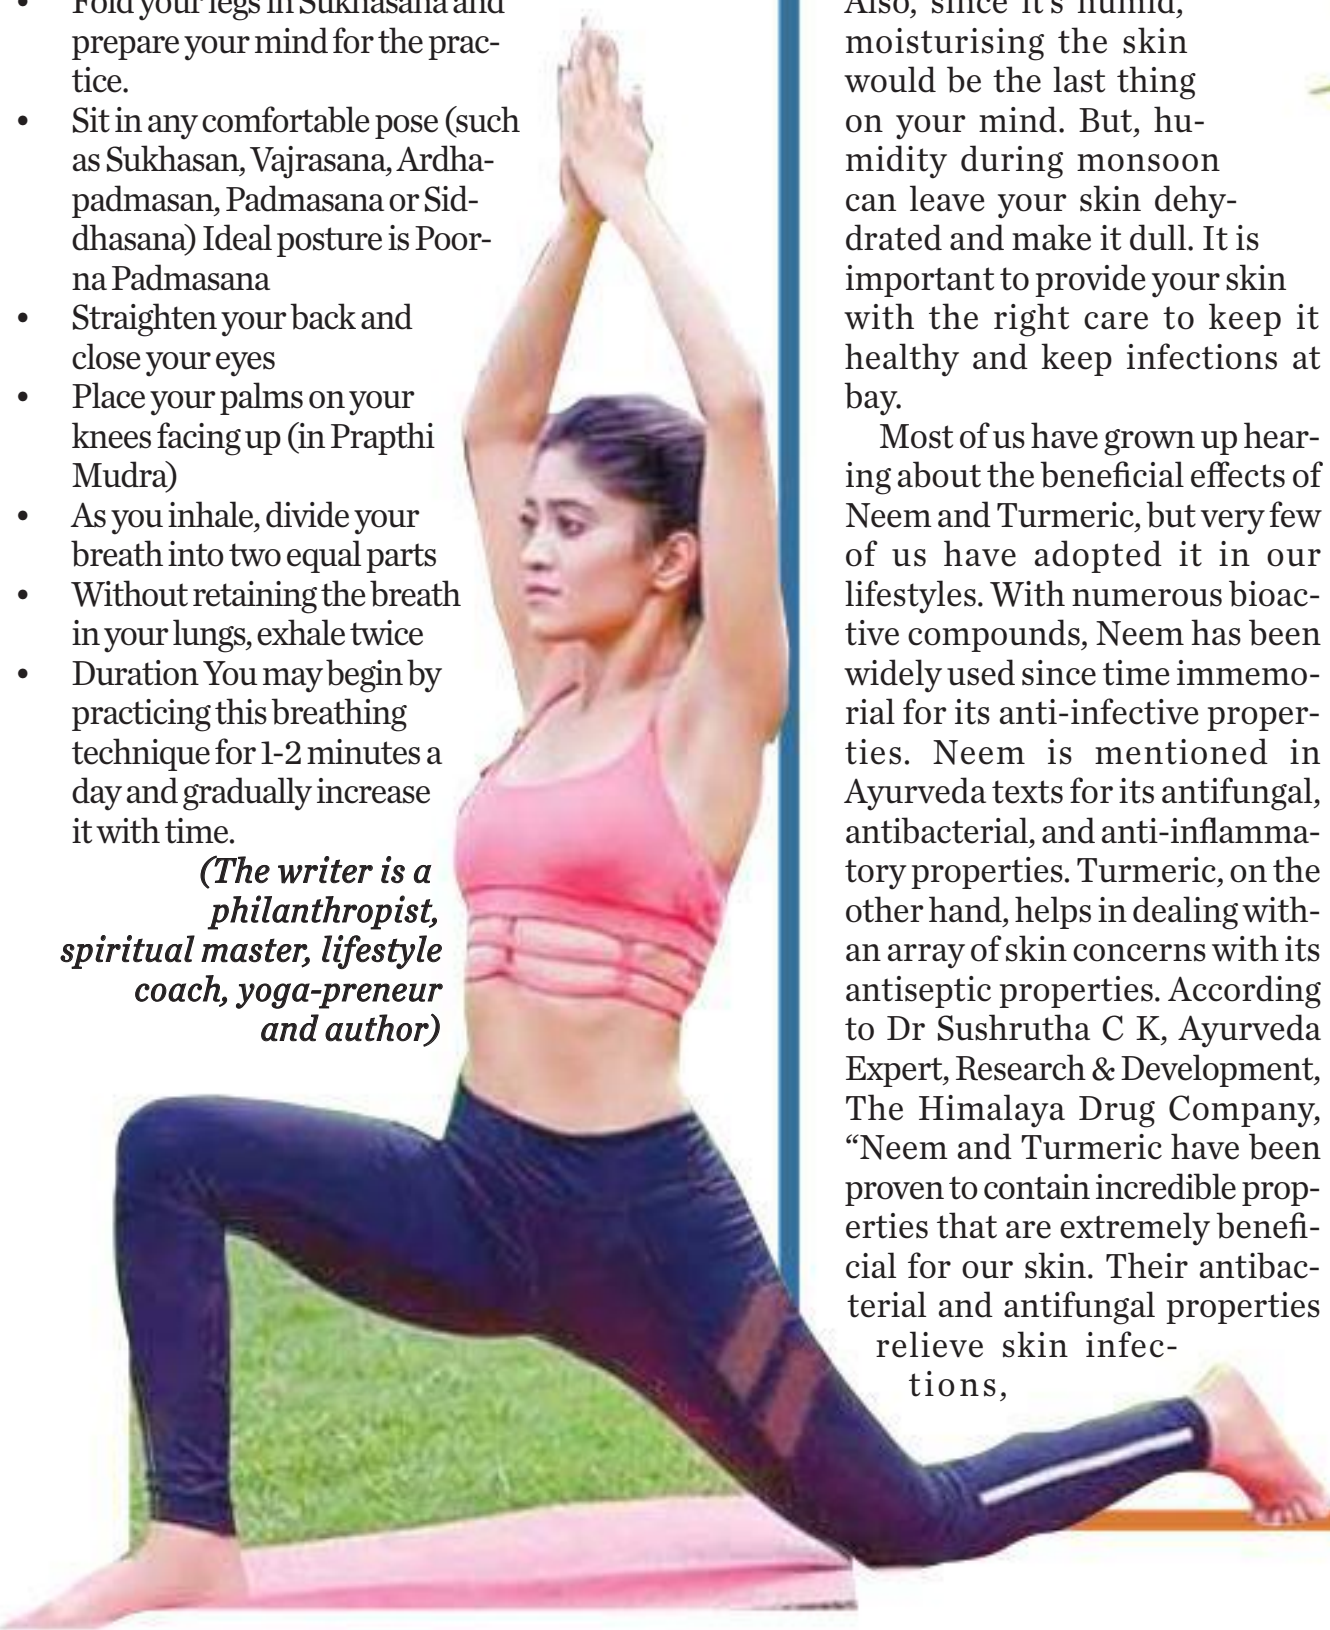 • Fold your legs in Sukhasana and
prepare your mind for the prac-
tice.
• Sit in any comfortable pose (such
as Sukhasan, Vajrasana, Ardha-
padmasan, Padmasana or Sid-
dhasana) Ideal posture is Poor-
na Padmasana
• Straighten your back and
close your eyes
• Place your palms on your
knees facing up (in Prapthi
Mudra)
• As you inhale, divide your
breath into two equal parts
• Without retaining the breath
in your lungs, exhale twice
• Duration You may begin by
practicing this breathing
technique for 1-2 minutes a
day and gradually increase
it with time.
(The writer is a
philanthropist,
spiritual master, lifestyle
coach, yoga-preneur
and author)
Also, since it's humid,
moisturising the skin
would be the last thing
on your mind. But, hu-
midity during monsoon
can leave your skin dehy-
drated and make it dull. It is
important to provide your skin
with the right care to keep it
healthy and keep infections at
bay.
Most of us have grown up hear-
ing about the beneficial effects of
Neem and Turmeric, but very few
of us have adopted it in our
lifestyles. With numerous bioac-
tive compounds, Neem has been
widely used since time immemo-
rial for its anti-infective proper-
ties. Neem is mentioned in
Ayurveda texts for its antifungal,
antibacterial, and anti-inflamma-
tory properties. Turmeric, on the
other hand, helps in dealing with-
an array of skin concerns with its
antiseptic properties. According
to Dr Sushrutha C K, Ayurveda
Expert, Research & Development,
The Himalaya Drug Company,
“Neem and Turmeric have been
proven to contain incredible prop-
erties that are extremely benefi-
cial for our skin. Their antibac-
terial and antifungal properties
relieve skin infec-
tions,